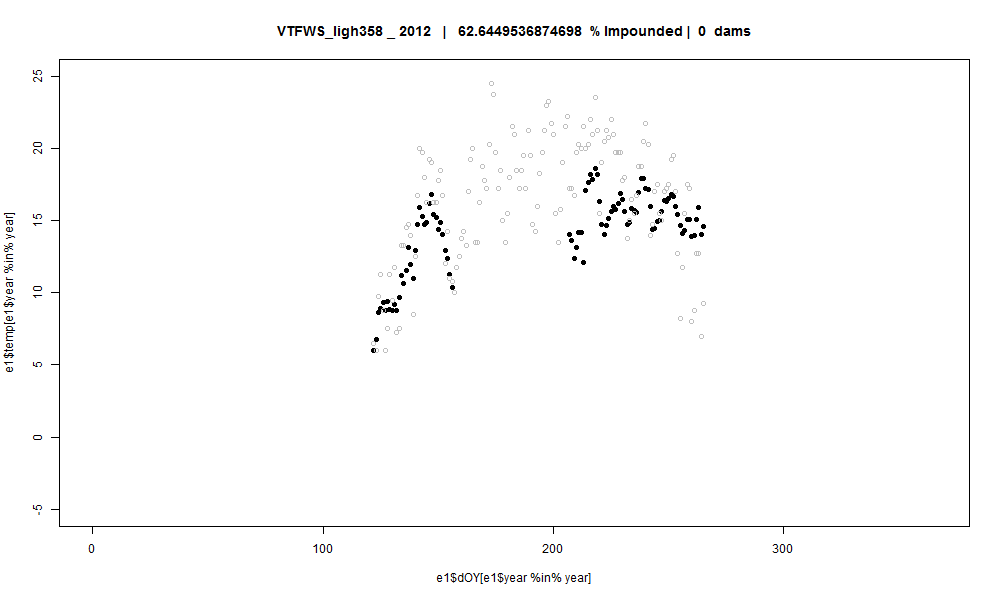 VTFWS_ligh358 _ 2012 | 62.6449536874698 % Impounded | 0 dams
e1$temp[e1$year %in% year]
25
20
15
10
5
0
-5
0 100 200 300
e1$dOY[e1$year %in% year]